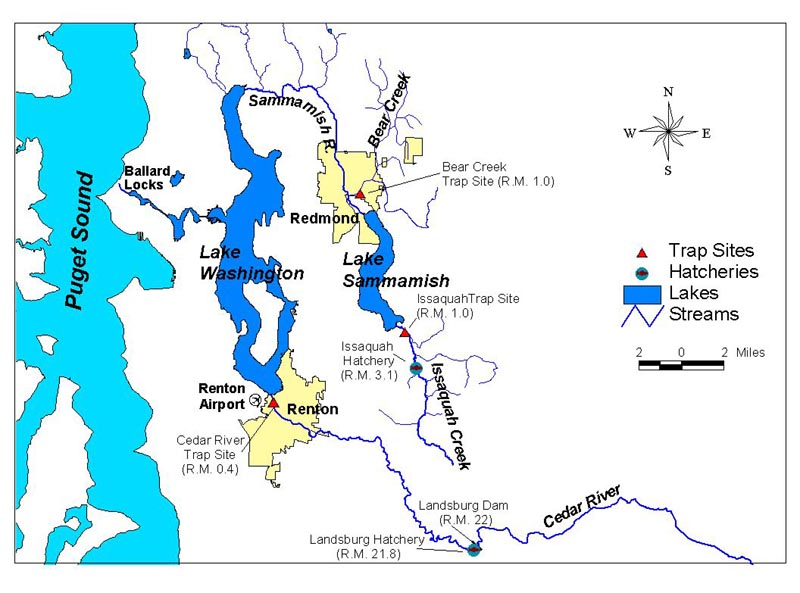 Sammamish R.
Bear Creek
N
W
E
S
Ballard
Locks
Bear Creek
Trap Site (R.M. 1.0)
Puget Sound
Redmond
Lake
Washington
Lake
Sammamish
Trap Sites
Hatcheries
Lakes
Streams
IssaquahTrap Site
(R.M. 1.0)
Issaquah
Hatchery
(R.M. 3.1)
2 0 2 Miles
Issaquah Creek
Renton
Airport
Renton
Cedar River
Trap Site
(R.M. 0.4)
Landsburg Dam
(R.M. 22)
Cedar River
Landsburg Hatchery
(R.M. 21.8)